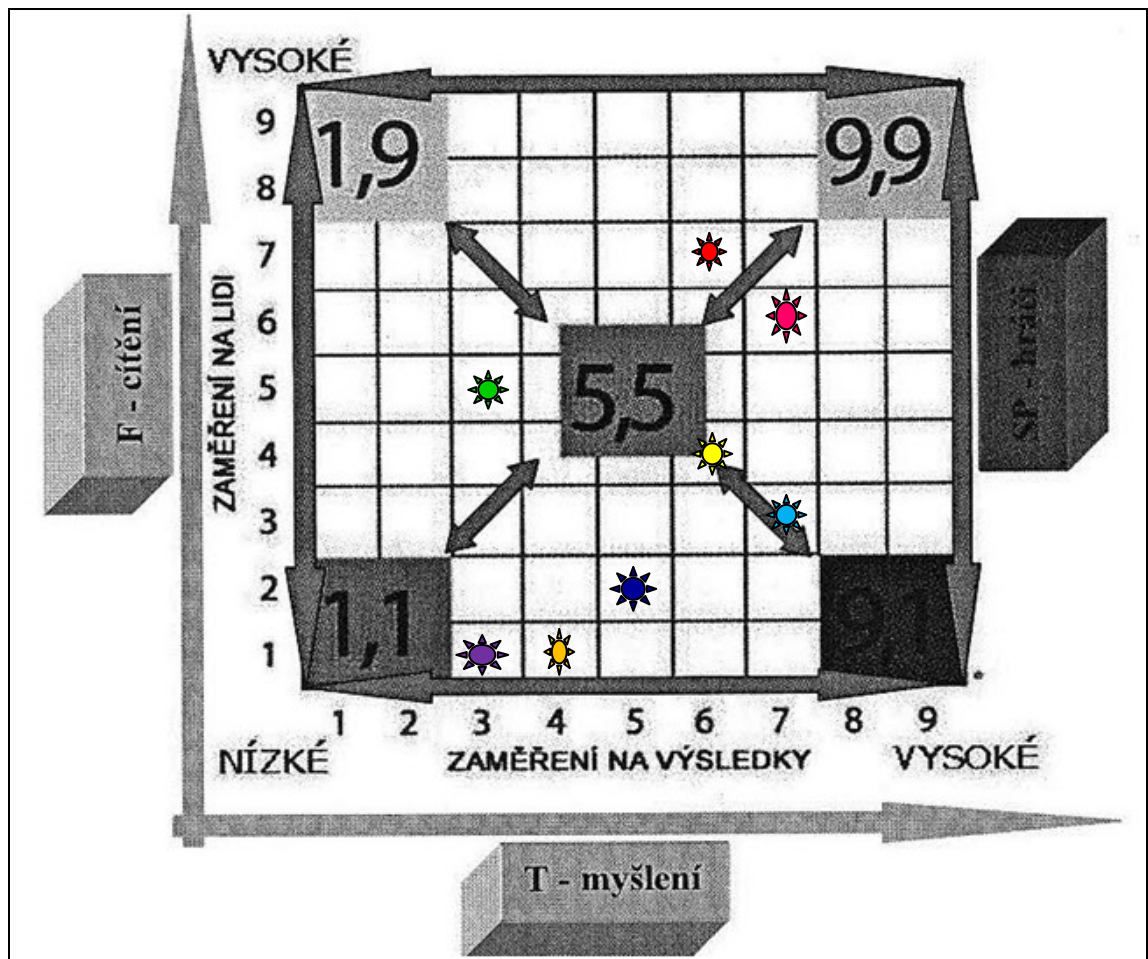 VYSOKÉ
9
8
7
6
5
4
3
2
1
1,9
9,9
5,5
1,1
9,
F - cítění
ZAMĚŘENÍ NA LIDI
SP - hráči
1 2 3 4 5 6 7 8 9
NÍZKÉ
ZAMĚŘENÍ NA VÝSLEDKY
VYSOKÉ
T - myšlení